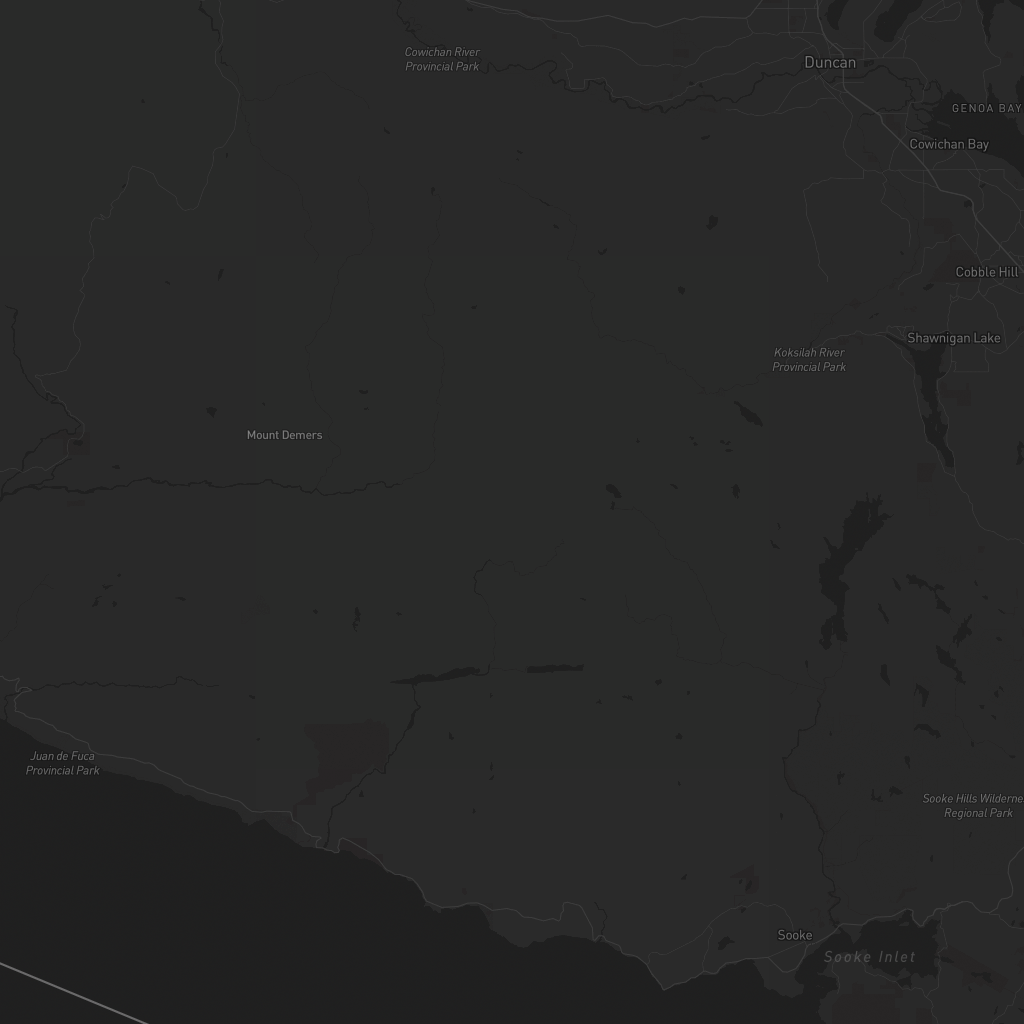 Cowichan River
Provincial Park
Duncan
GENOA BAY
Cowichan Bay
Cobble Hill
Shawnigan Lake
Koksilah River
Provincial Park
Mount Demers
Juan de Fuca
Provincial Park
Sooke Hills Wilderne
Regional Park
Sooke
Sooke Inlet